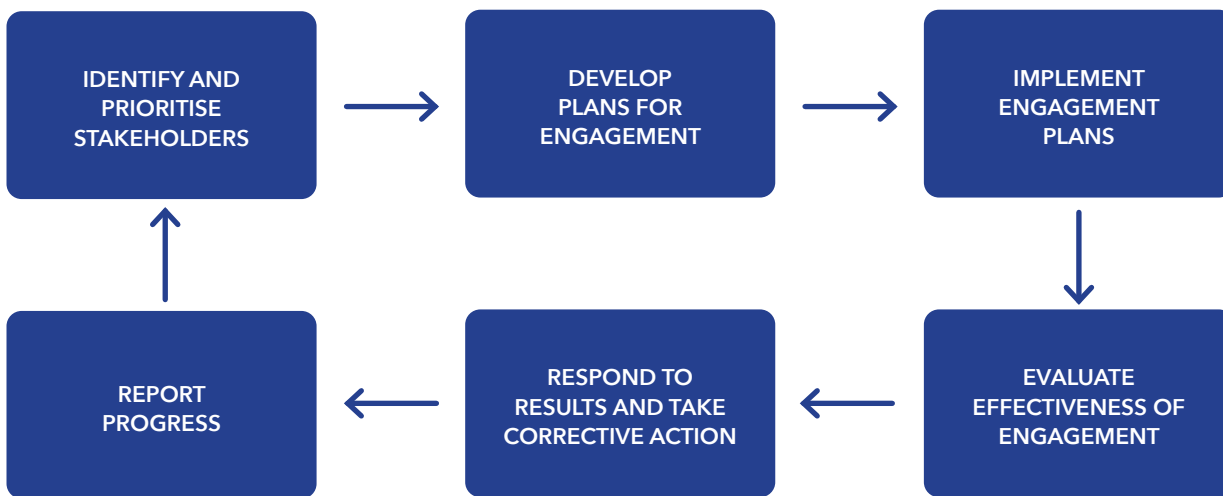 IDENTIFY AND
PRIORITISE
STAKEHOLDERS
DEVELOP
PLANS FOR
ENGAGEMENT
IMPLEMENT
ENGAGEMENT
PLANS
REPORT
PROGRESS
RESPOND TO
RESULTS AND TAKE
CORRECTIVE ACTION
EVALUATE
EFFECTIVENESS OF
ENGAGEMENT